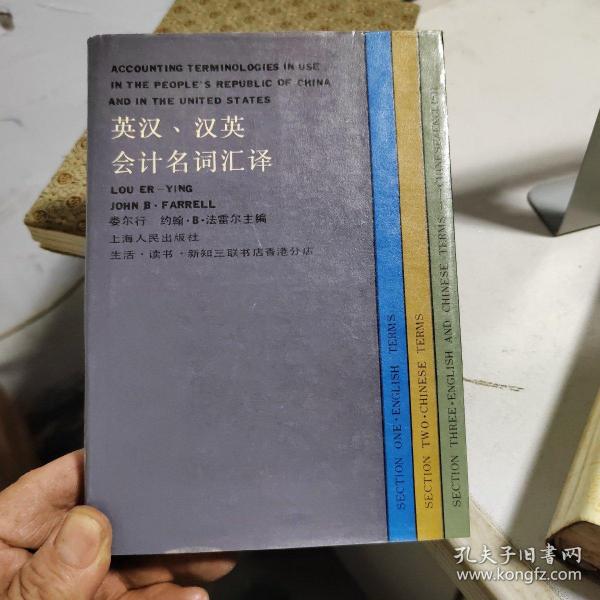 ACCOUNTING TERMINOLOGIES IN USE
IN THE PEOPLE'S REPUBLIC OF CHINA
AND IN THE UNITED STATES
英汉、汉英
会计名词汇译
LOU ER-YING
JOHN B·FARRELL
娄尔行 约翰·B·法雷尔主编
上海人民出版社
生活·读书·新知三联书店香港分店
SECTION ONE·ENGLISH TERMS
SECTION TWO·CHINESE TERMS
SECTION THREE·ENGLISH AND CHINESE TERMS
孔夫子旧书网
www.kongfz.com